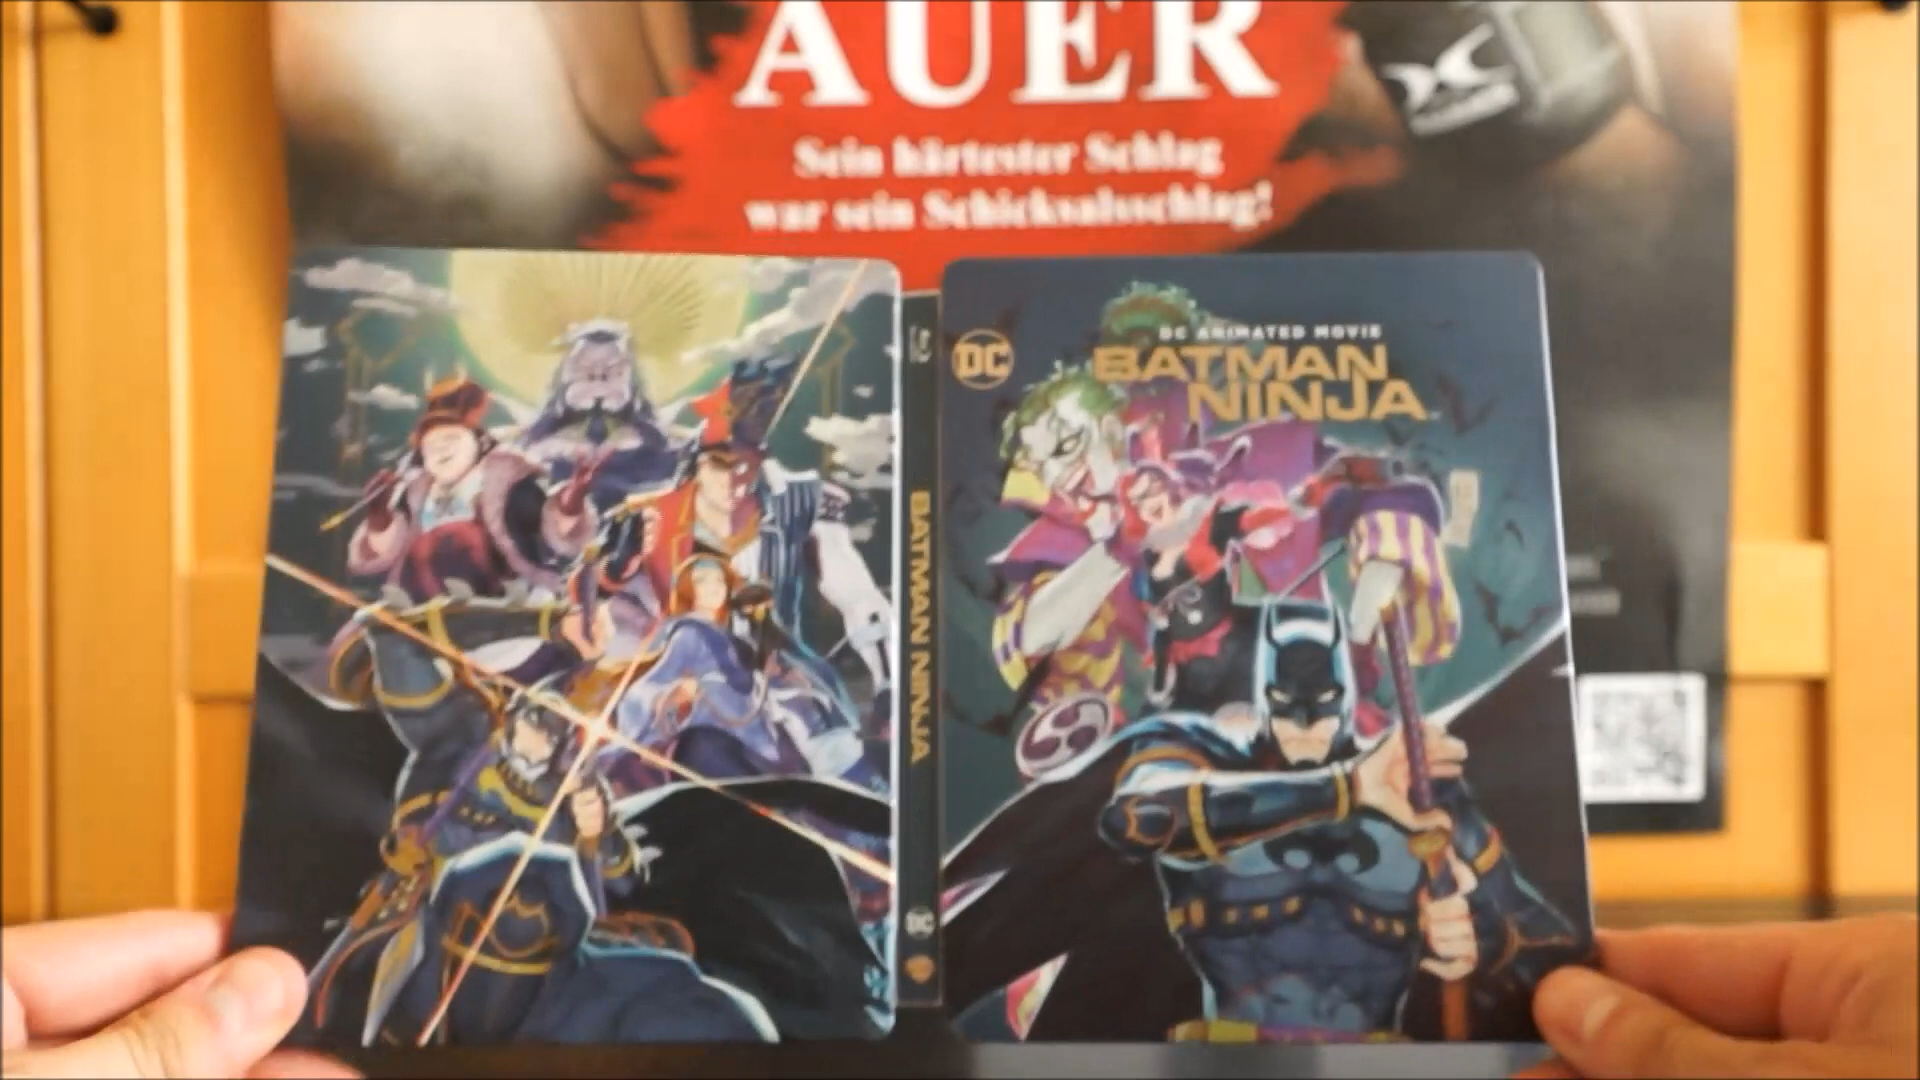 AUER
Sein härtester Schlag
war sein Schicksalsschlag!
DC ANIMATED MOVIE
DC
BATMAN
NINJA
BATMAN NINJA
DC